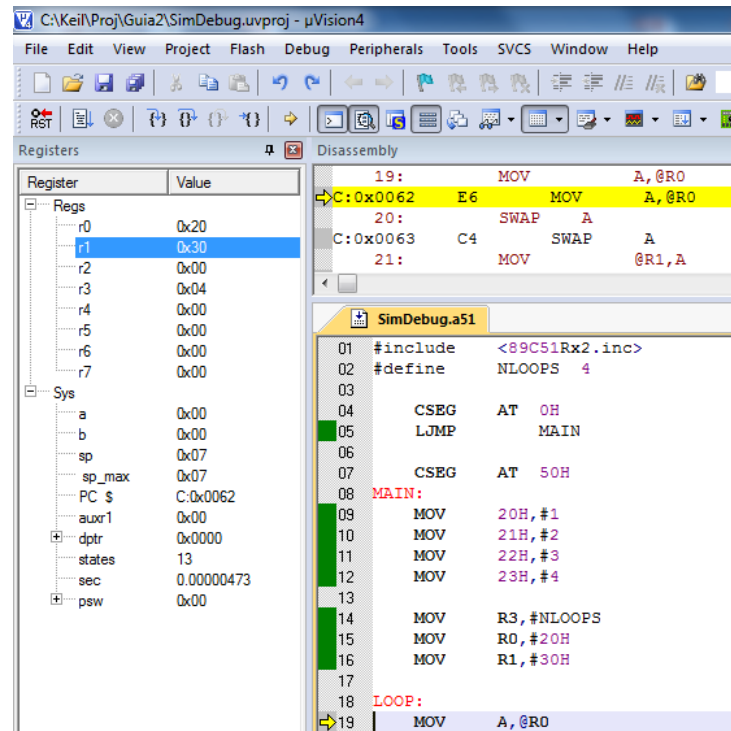 C:\Keil\Proj\Guia2\SimDebug.uvproj - µVision4
File Edit View Project Flash Debug Peripherals Tools SVCS Window Help
RST
Registers
Register Value
Regs
r0 0x20
r1 0x30
r2 0x00
r3 0x04
r4 0x00
r5 0x00
r6 0x00
r7 0x00
Sys
a 0x00
b 0x00
sp 0x07
sp_max 0x07
PC $ C:0x0062
auxr1 0x00
dptr 0x0000
states 13
sec 0.00000473
psw 0x00
Disassembly
19: MOV A,@R0
C:0x0062 E6 MOV A,@R0
20: SWAP A
C:0x0063 C4 SWAP A
21: MOV @R1,A
SimDebug.a51
01 #include <89C51Rx2.inc>
02 #define NLOOPS 4
03
04 CSEG AT 0H
05 LJMP MAIN
06
07 CSEG AT 50H
08 MAIN:
09 MOV 20H,#1
10 MOV 21H,#2
11 MOV 22H,#3
12 MOV 23H,#4
13
14 MOV R3,#NLOOPS
15 MOV R0,#20H
16 MOV R1,#30H
17
18 LOOP:
19 MOV A,@R0